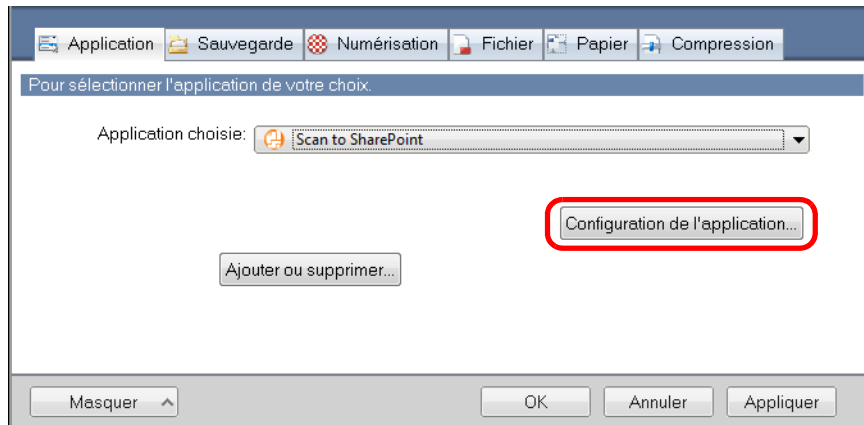 Application Sauvegarde Numérisation Fichier Papier Compression
Pour sélectionner l'application de votre choix.
Application choisie: Scan to SharePoint
Configuration de l'application...
Ajouter ou supprimer...
Masquer OK Annuler Appliquer